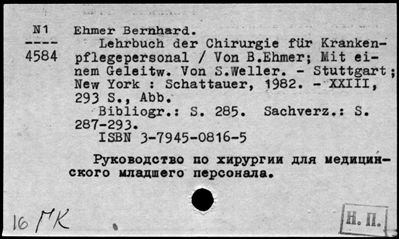 N1
----
4584
Ehmer Bernhard.
Lehrbuch der Chirurgie für Kranken-
pflegepersonal / Von B.Ehmer; Mit ei-
nem Geleitw. Von S.Weller. - Stuttgart;
New York : Schattauer, 1982. - XXIII,
293 S., Abb.
Bibliogr.: S. 285. Sachverz.: S.
287-293.
ISBN 3-7945-0816-5
Руководство по хирургии для медицин-
ского младшего персонала.
16 ГК
Н. П.